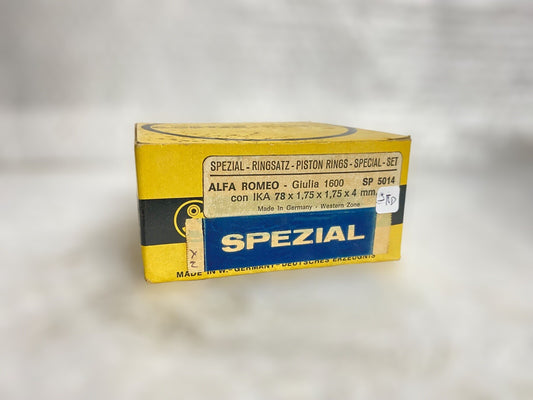 SPEZIAL - RINGSATZ - PISTON RINGS - SPECIAL - SET
ALFA ROMEO - Giulia 1600 SP 5014
con IKA 78 x 1,75 x 1,75 x 4 mm
Made in Germany - Western Zone
SPEZIAL
MADE IN W.-GERMANY, DEUTSCHES ERZEUGNIS